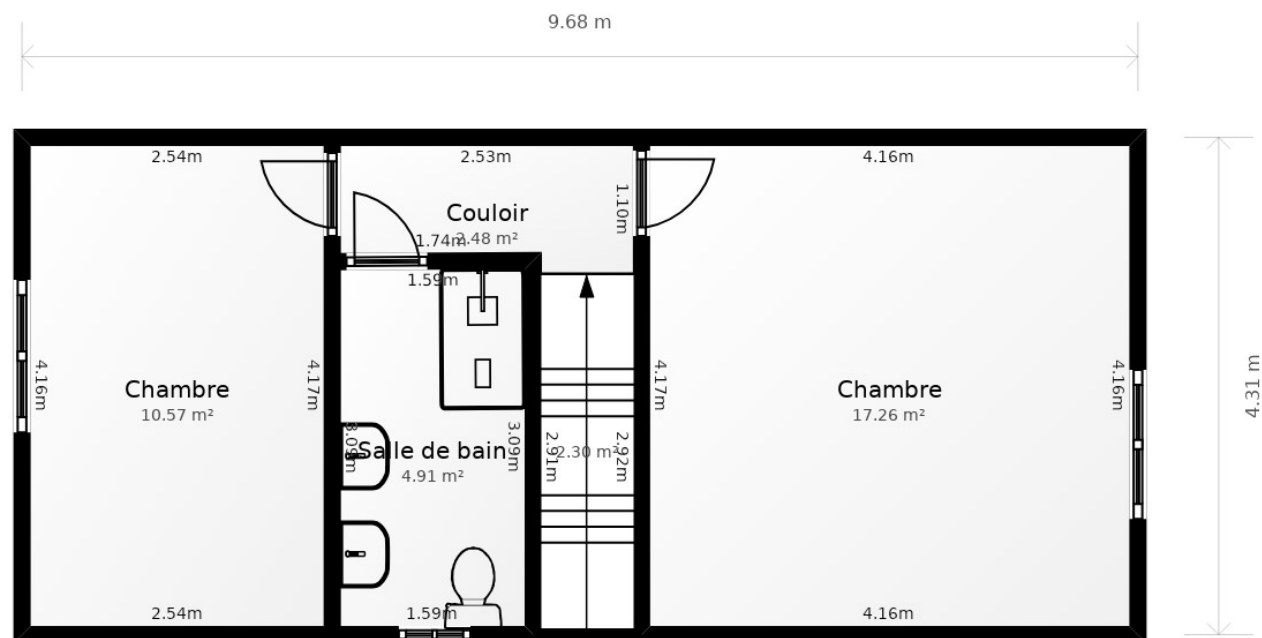 9.68 m
2.54m
2.53m
4.16m
1.10m
Couloir
1.74m
2.48 m²
1.59m
4.31 m
4.16m
4.17m
4.17m
4.16m
Chambre
10.57 m²
Chambre
17.26 m²
3.09m
Salle de bain
4.91 m²
3.09m
2.91m
2.30 m²
2.92m
2.54m
1.59m
4.16m